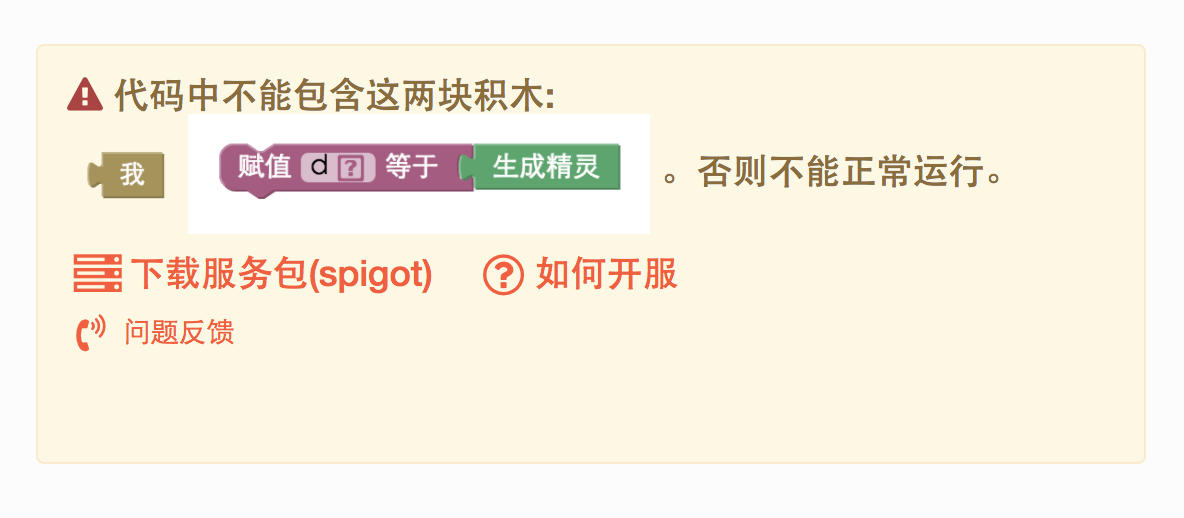 代码中不能包含这两块积木:
我 赋值 d ? 等于 生成精灵 。否则不能正常运行。
下载服务包(spigot) ? 如何开服
问题反馈